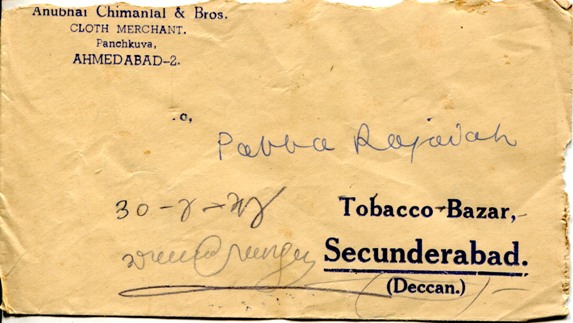 Anubhai Chimanlal & Bros.
CLOTH MERCHANT.
Panchkuva,
AHMEDABAD-2.
o,
Pabba Rajaiah
Tobacco-Bazar,
Secunderabad.
(Deccan.)